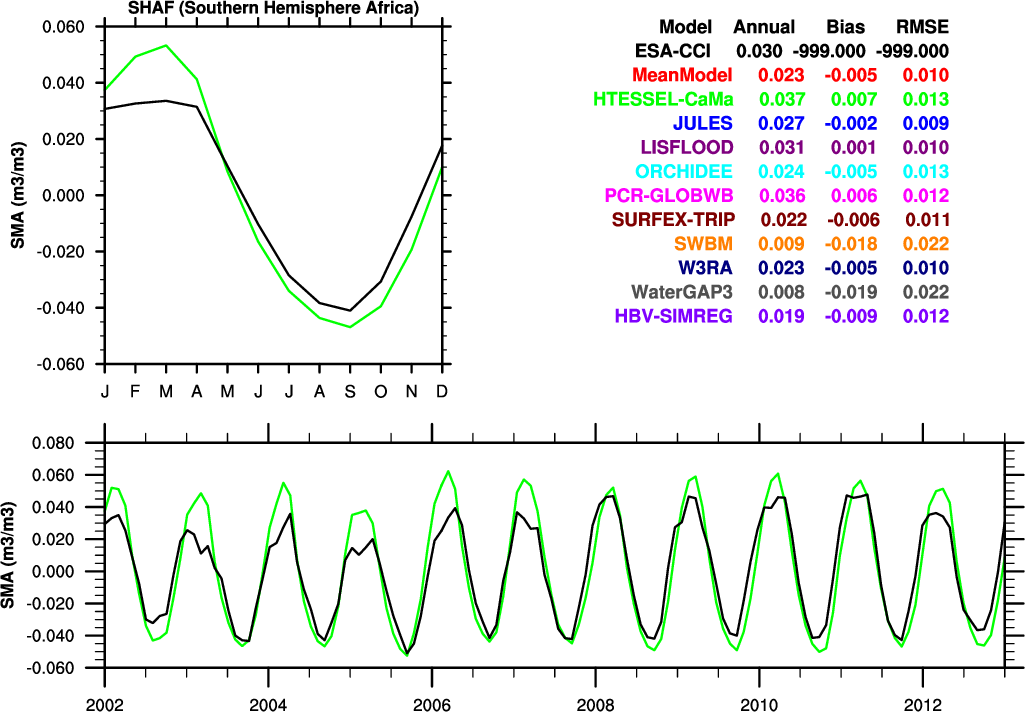 SHAF (Southern Hemisphere Africa)
0.060
0.040
0.020
0.000
-0.020
-0.040
-0.060
SMA (m3/m3)
J F M A M J J A S O N D
Model Annual Bias RMSE
ESA-CCI 0.030 -999.000 -999.000
MeanModel 0.023 -0.005 0.010
HTESSEL-CaMa 0.037 0.007 0.013
JULES 0.027 -0.002 0.009
LISFLOOD 0.031 0.001 0.010
ORCHIDEE 0.024 -0.005 0.013
PCR-GLOBWB 0.036 0.006 0.012
SURFEX-TRIP 0.022 -0.006 0.011
SWBM 0.009 -0.018 0.022
W3RA 0.023 -0.005 0.010
WaterGAP3 0.008 -0.019 0.022
HBV-SIMREG 0.019 -0.009 0.012
0.080
0.060
0.040
0.020
0.000
-0.020
-0.040
-0.060
SMA (m3/m3)
2002 2004 2006 2008 2010 2012